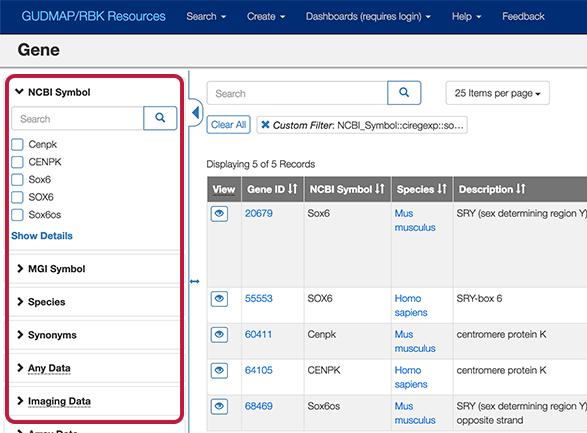 GUDMAP/RBK Resources Search Create Dashboards (requires login) Help Feedback
Gene
NCBI Symbol
Search
Cenpk
CENPK
Sox6
SOX6
Sox6os
Show Details
MGI Symbol
Species
Synonyms
Any Data
Imaging Data
Search
25 Items per page
Clear All
Custom Filter: NCBI_Symbol::ciregexp::so...
Displaying 5 of 5 Records
View Gene ID NCBI Symbol Species Description
20679 Sox6 Mus musculus SRY (sex determining region Y)
55553 SOX6 Homo sapiens SRY-box 6
60411 Cenpk Mus musculus centromere protein K
64105 CENPK Homo sapiens centromere protein K
68469 Sox6os Mus musculus SRY (sex determining region Y) opposite strand